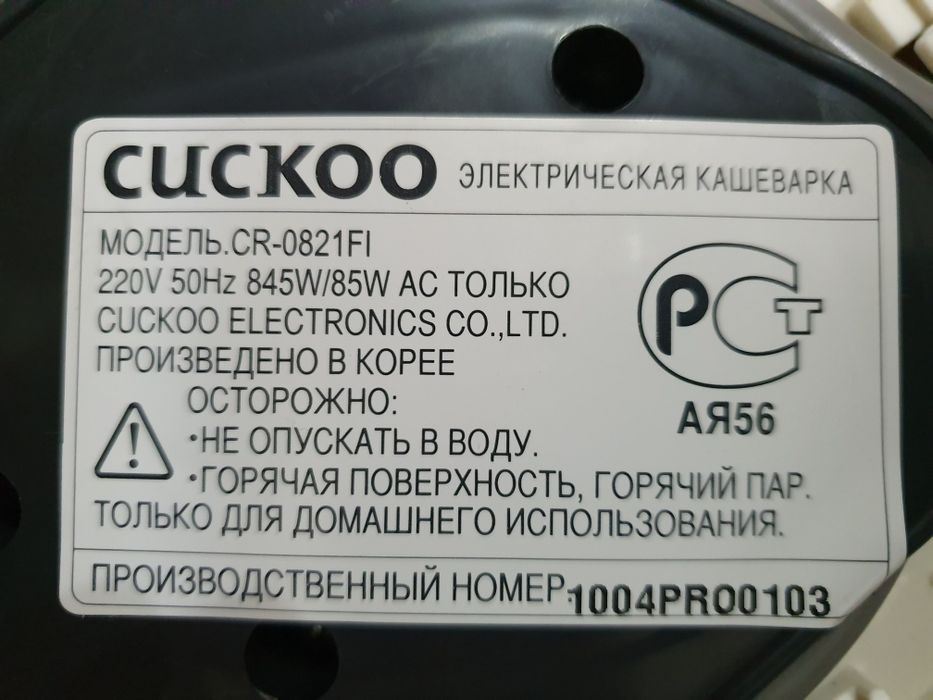 CUCKOO ЭЛЕКТРИЧЕСКАЯ КАШЕВАРКА
МОДЕЛЬ.CR-0821FI
220V 50Hz 845W/85W AC ТОЛЬКО
CUCKOO ELECTRONICS CO.,LTD.
ПРОИЗВЕДЕНО В КОРЕЕ
РСТ
АЯ56
ОСТОРОЖНО:
•НЕ ОПУСКАТЬ В ВОДУ.
•ГОРЯЧАЯ ПОВЕРХНОСТЬ, ГОРЯЧИЙ ПАР.
ТОЛЬКО ДЛЯ ДОМАШНЕГО ИСПОЛЬЗОВАНИЯ.
ПРОИЗВОДСТВЕННЫЙ НОМЕР:1004PRO0103